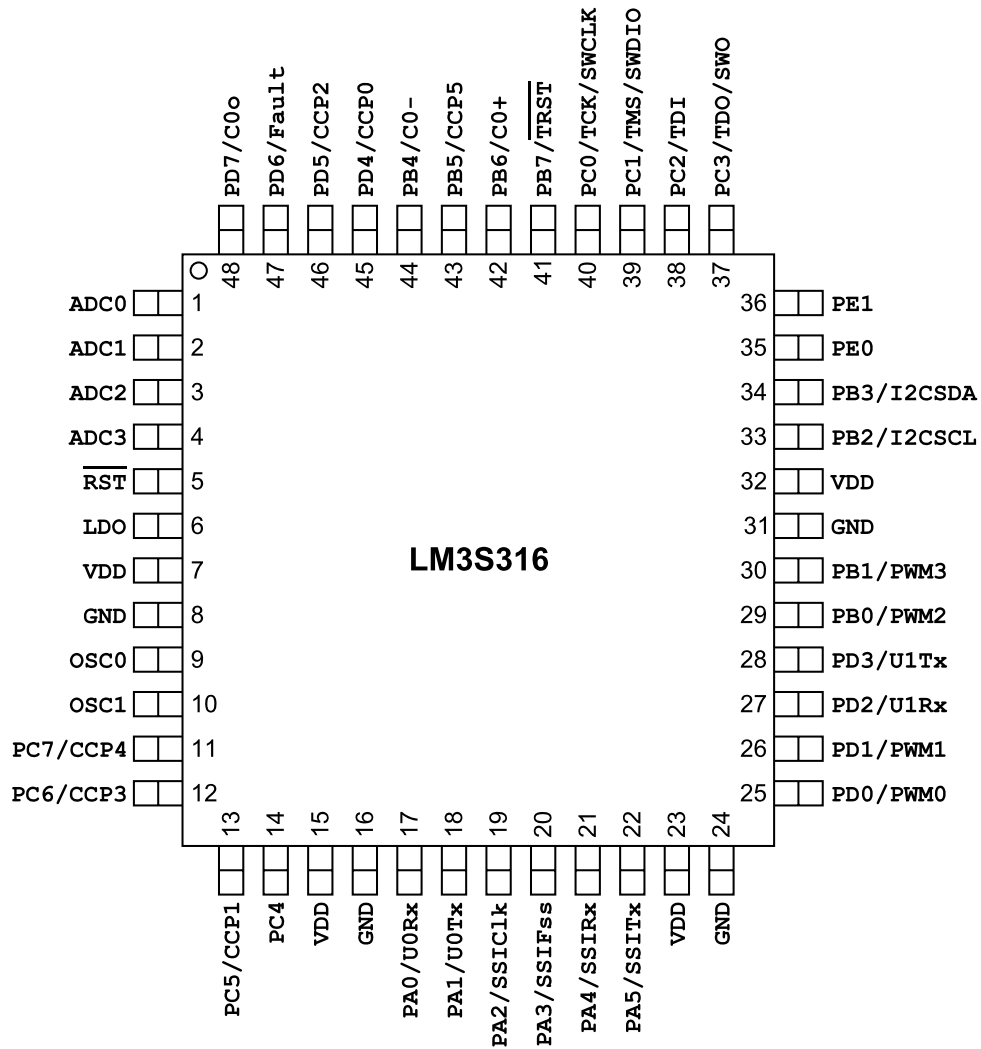 PD7/C0o
PD6/Fault
PD5/CCP2
PD4/CCP0
PB4/C0-
PB5/CCP5
PB6/C0+
PB7/TRST
PC0/TCK/SWCLK
PC1/TMS/SWDIO
PC2/TDI
PC3/TDO/SWO
48
47
46
45
44
43
42
41
40
39
38
37
ADC0 1
ADC1 2
ADC2 3
ADC3 4
RST 5
LDO 6
VDD 7
GND 8
OSC0 9
OSC1 10
PC7/CCP4 11
PC6/CCP3 12
LM3S316
36 PE1
35 PE0
34 PB3/I2CSDA
33 PB2/I2CSCL
32 VDD
31 GND
30 PB1/PWM3
29 PB0/PWM2
28 PD3/U1Tx
27 PD2/U1Rx
26 PD1/PWM1
25 PD0/PWM0
13
14
15
16
17
18
19
20
21
22
23
24
PC5/CCP1
PC4
VDD
GND
PA0/U0Rx
PA1/U0Tx
PA2/SSIClk
PA3/SSIFss
PA4/SSIRx
PA5/SSITx
VDD
GND